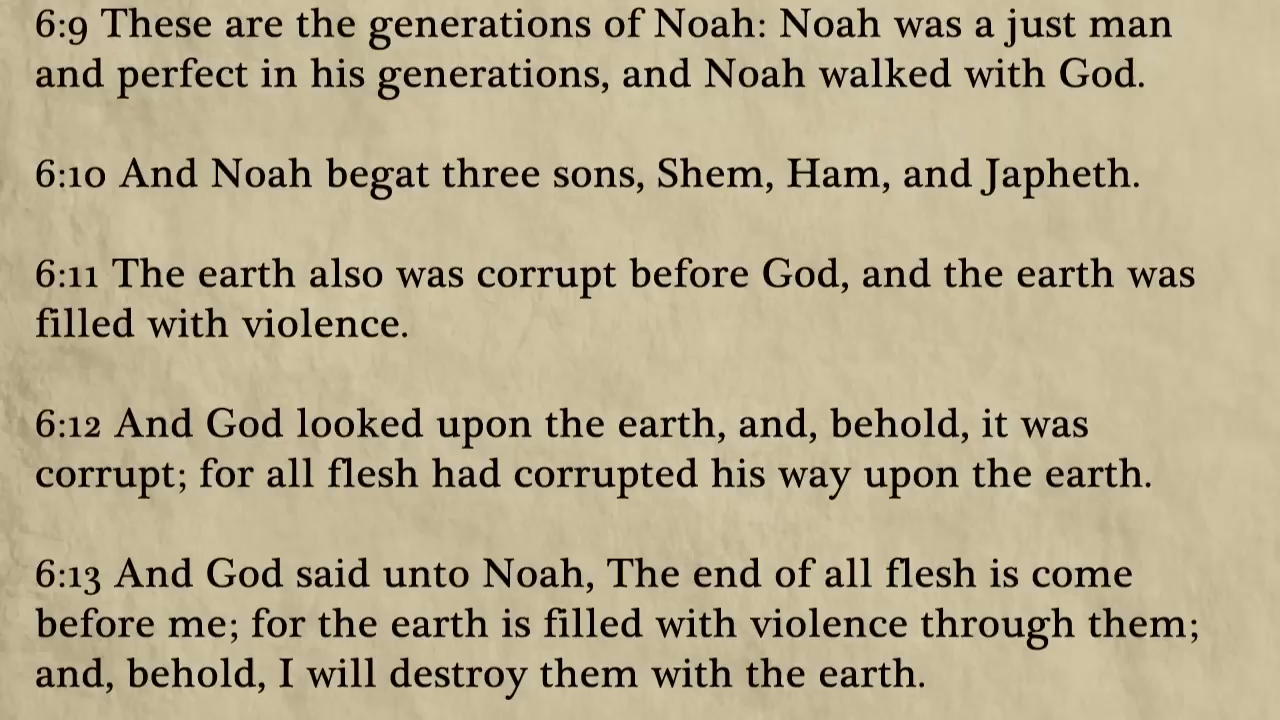 6:9 These are the generations of Noah: Noah was a just man
and perfect in his generations, and Noah walked with God.
6:10 And Noah begat three sons, Shem, Ham, and Japheth.
6:11 The earth also was corrupt before God, and the earth was
filled with violence.
6:12 And God looked upon the earth, and, behold, it was
corrupt; for all flesh had corrupted his way upon the earth.
6:13 And God said unto Noah, The end of all flesh is come
before me; for the earth is filled with violence through them;
and, behold, I will destroy them with the earth.